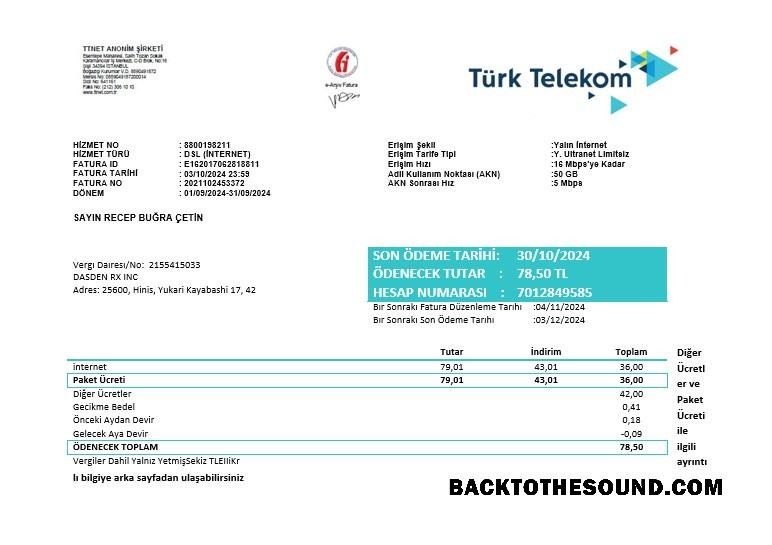 TTNET ANONİM ŞİRKETİ
Esentepe Mahallesi, Salih Tozan Sokak
Karamancılar İş Merkezi, C-D Blok, No:16
Şişli 34394 İSTANBUL
Boğaziçi Kurumlar V.D. 8590491672
Faks No: (212) 306 10 10
www.ttnet.com.tr
e-Arşiv Fatura
Türk Telekom
HİZMET NO : 8800198211
HİZMET TÜRÜ : DSL (İNTERNET)
FATURA ID : E162017062818811
FATURA TARİHİ : 03/10/2024 23:59
FATURA NO : 2021102453372
DÖNEM : 01/09/2024-31/09/2024
Erişim Şekil :Yalın İnternet
Erişim Tarife Tipi :Y. Ultranet Limitsiz
Erişim Hızı :16 Mbps'ye Kadar
Adil Kullanım Noktası (AKN) :50 GB
AKN Sonrası Hız :5 Mbps
SAYIN RECEP BUĞRA ÇETİN
Vergi Dairesi/No: 2155415033
DASDEN RX INC
Adres: 25600, Hinis, Yukari Kayabashi 17, 42
SON ÖDEME TARİHİ: 30/10/2024
ÖDENECEK TUTAR : 78,50 TL
HESAP NUMARASI : 7012849585
Bir Sonraki Fatura Düzenleme Tarihi :04/11/2024
Bir Sonraki Son Ödeme Tarihi :03/12/2024
Tutar İndirim Toplam
internet 79,01 43,01 36,00
Paket Ücreti 79,01 43,01 36,00
Diğer Ücretler 42,00
Gecikme Bedel 0,41
Önceki Aydan Devir 0,18
Gelecek Aya Devir -0,09
ÖDENECEK TOPLAM 78,50
Vergiler Dahil Yalnız YetmişSekiz TLElliKr
Diğer
Ücretl
er ve
Paket
Ücreti
ile
ilgili
ayrıntı
lı bilgiye arka sayfadan ulaşabilirsiniz
BACKTOTHESOUND.COM